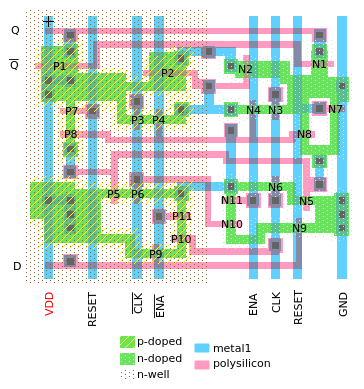 Q
Q
P1
P2
N1
N2
P7
P3
P4
N4
N3
N7
P8
N8
P5
P6
N6
N11
N5
P11
N10
N9
P10
P9
D
VDD
RESET
CLK
ENA
ENA
CLK
RESET
GND
p-doped
metal1
n-doped
polysilicon
n-well